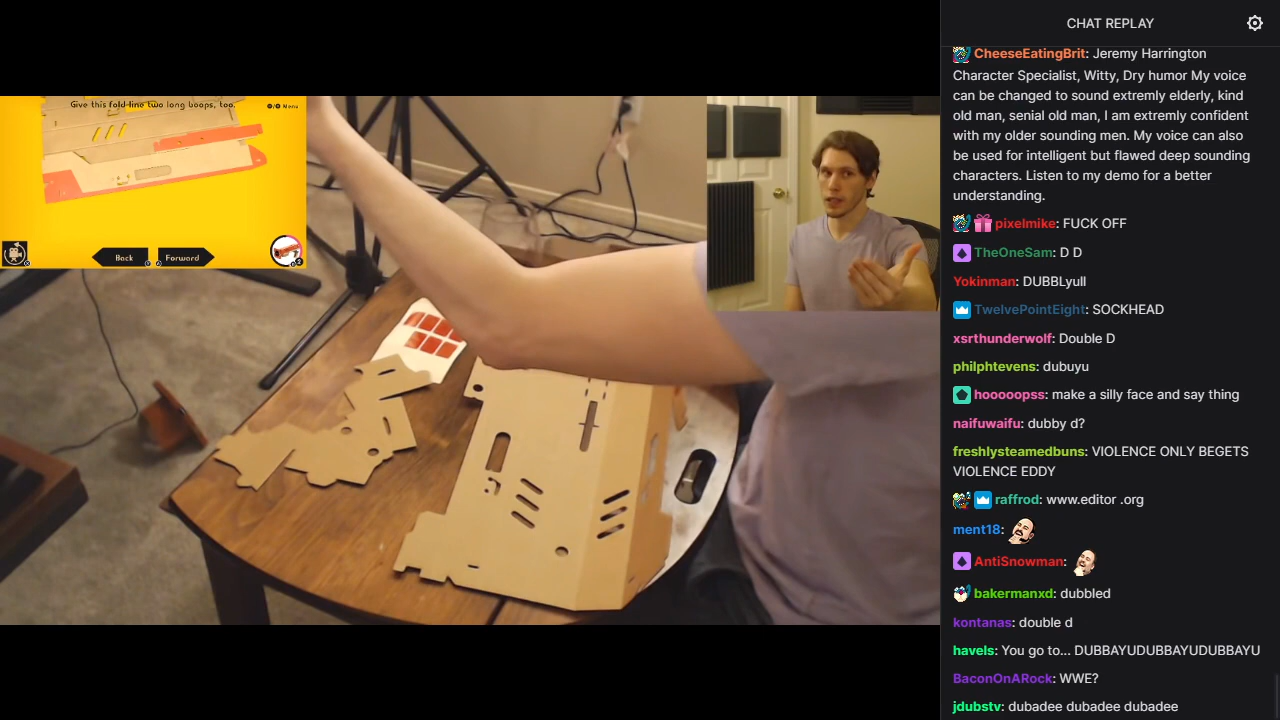 Give this fold-line two long boops, too.
Menu
Back
Forward
CHAT REPLAY
CheeseEatingBrit: Jeremy Harrington
Character Specialist, Witty, Dry humor My voice
can be changed to sound extremely elderly, kind
old man, senial old man, I am extremely confident
with my older sounding men. My voice can also
be used for intelligent but flawed deep sounding
characters. Listen to my demo for a better
understanding.
pixelmike: FUCK OFF
TheOneSam: D D
Yokinman: DUBBLyull
TwelvePointEight: SOCKHEAD
xsrthunderwolf: Double D
philphtevens: dubuyu
hooooopss: make a silly face and say thing
naifuwaifu: dubby d?
freshlysteamedbuns: VIOLENCE ONLY BEGETS
VIOLENCE EDDY
raffrod: www.editor .org
ment18:
AntiSnowman:
bakermanxd: dubbled
kontanas: double d
havels: You go to... DUBBAYUDUBBAYUDUBBAYU
BaconOnARock: WWE?
jdubstv: dubadee dubadee dubadee